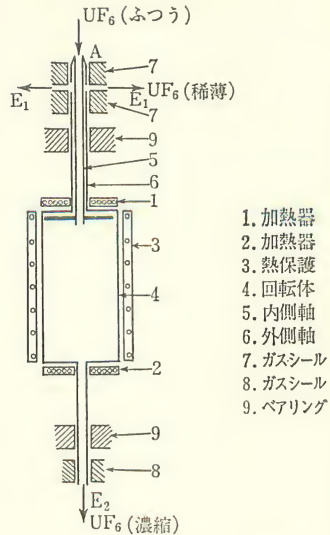 UF₆(ふつう)
A
7
E₁
E₁
UF₆(稀薄)
7
9
5
6
1
3
4
2
9
8
E₂
UF₆(濃縮)
1. 加熱器
2. 加熱器
3. 熱保護
4. 回転体
5. 内側軸
6. 外側軸
7. ガスシール
8. ガスシール
9. ベアリング